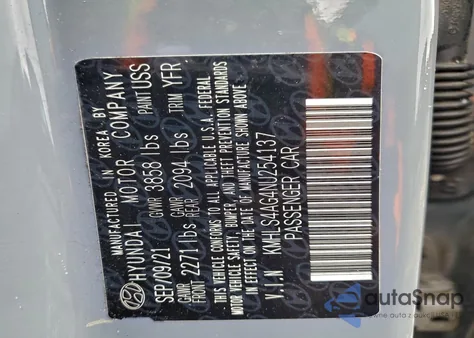 MANUFACTURED IN KOREA BY
HYUNDAI MOTOR COMPANY
SEP/09/21 GVWR 3858 lbs PAINT USS
GAWR FRONT 2271 lbs GAWR REAR 2094 lbs TRIM YFR
THIS VEHICLE CONFORMS TO ALL APPLICABLE U.S.A. FEDERAL
MOTOR VEHICLE SAFETY, BUMPER, AND THEFT PREVENTION STANDARDS
IN EFFECT ON THE DATE OF MANUFACTURE SHOWN ABOVE.
V.I.N KMHLS4AG4NU254137
PASSENGER CAR
autoSnap